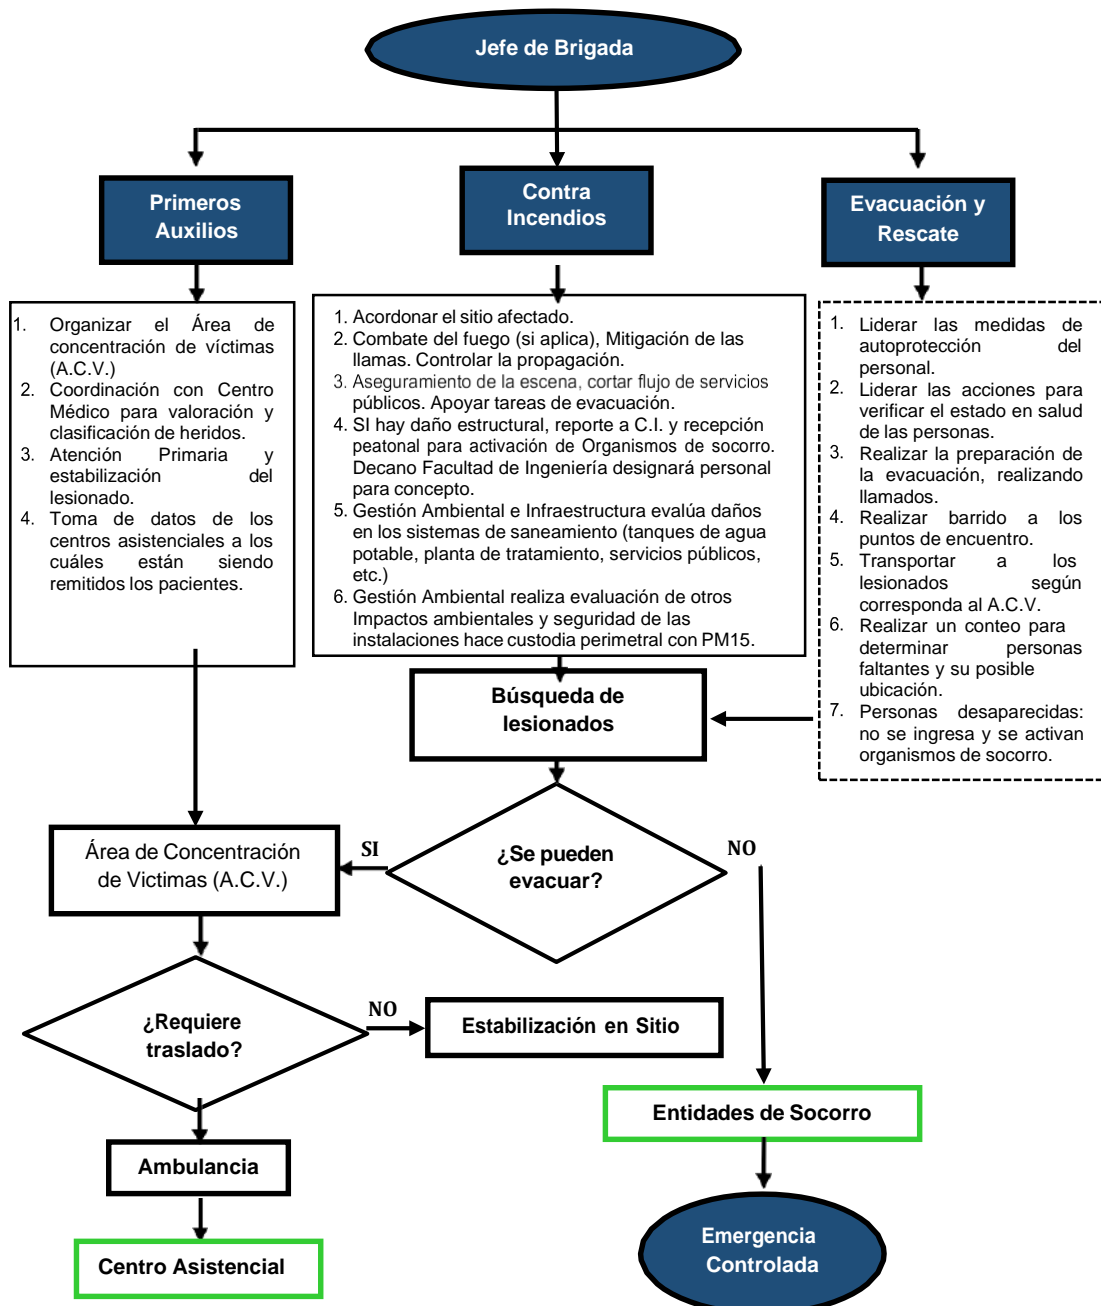 Jefe de Brigada
Primeros
Auxilios
Contra
Incendios
Evacuación y
Rescate
1. Organizar el Área de
concentración de víctimas
(A.C.V.)
2. Coordinación con Centro
Médico para valoración y
clasificación de heridos.
3. Atención Primaria y
estabilización del
lesionado.
4. Toma de datos de los
centros asistenciales a los
cuáles están siendo
remitidos los pacientes.
1. Acordonar el sitio afectado.
2. Combate del fuego (si aplica), Mitigación de las
llamas. Controlar la propagación.
3. Aseguramiento de la escena, cortar flujo de servicios
públicos. Apoyar tareas de evacuación.
4. SI hay daño estructural, reporte a C.I. y recepción
peatonal para activación de Organismos de socorro.
Decano Facultad de Ingeniería designará personal
para concepto.
5. Gestión Ambiental e Infraestructura evalúa daños
en los sistemas de saneamiento (tanques de agua
potable, planta de tratamiento, servicios públicos,
etc.)
6. Gestión Ambiental realiza evaluación de otros
Impactos ambientales y seguridad de las
instalaciones hace custodia perimetral con PM15.
1. Liderar las medidas de
autoprotección del
personal.
2. Liderar las acciones para
verificar el estado en salud
de las personas.
3. Realizar la preparación de
la evacuación, realizando
llamados.
4. Realizar barrido a los
puntos de encuentro.
5. Transportar a los
lesionados según
corresponda al A.C.V.
6. Realizar un conteo para
determinar personas
faltantes y su posible
ubicación.
7. Personas desaparecidas:
no se ingresa y se activan
organismos de socorro.
Búsqueda de
lesionados
¿Se pueden
evacuar?
SI
NO
Área de Concentración
de Victimas (A.C.V.)
¿Requiere
traslado?
NO
Estabilización en Sitio
Entidades de Socorro
Ambulancia
Centro Asistencial
Emergencia
Controlada